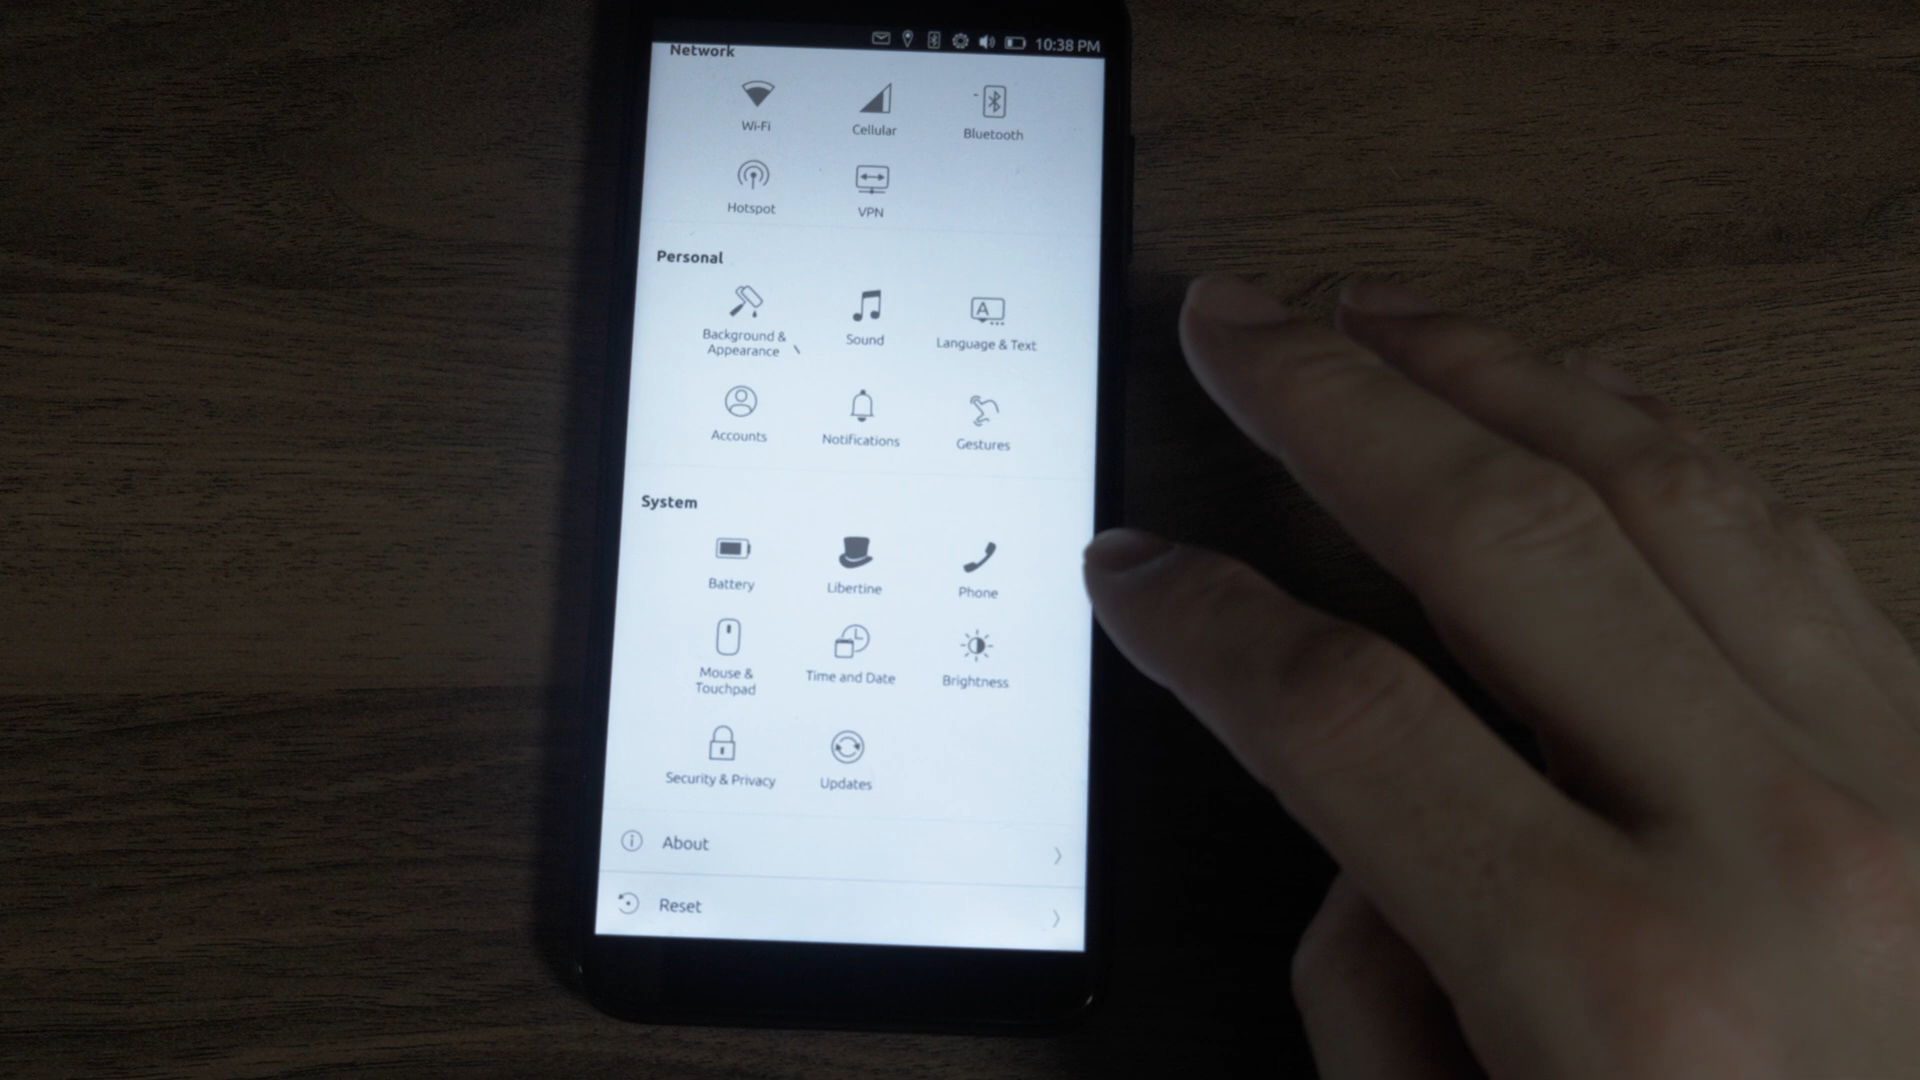 10:38 PM
Network
Wi-Fi
Cellular
Bluetooth
Hotspot
VPN
Personal
Background &
Appearance
Sound
Language & Text
Accounts
Notifications
Gestures
System
Battery
Libertine
Phone
Mouse &
Touchpad
Time and Date
Brightness
Security & Privacy
Updates
About
Reset